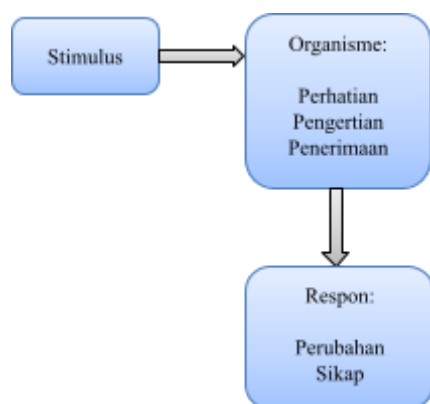 Stimulus
Organisme:
Perhatian
Pengertian
Penerimaan
Respon:
Perubahan
Sikap